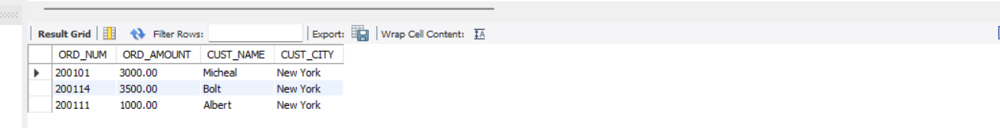 Result Grid Filter Rows: Export: Wrap Cell Content:
ORD_NUM ORD_AMOUNT CUST_NAME CUST_CITY
200101 3000.00 Micheal New York
200114 3500.00 Bolt New York
200111 1000.00 Albert New York